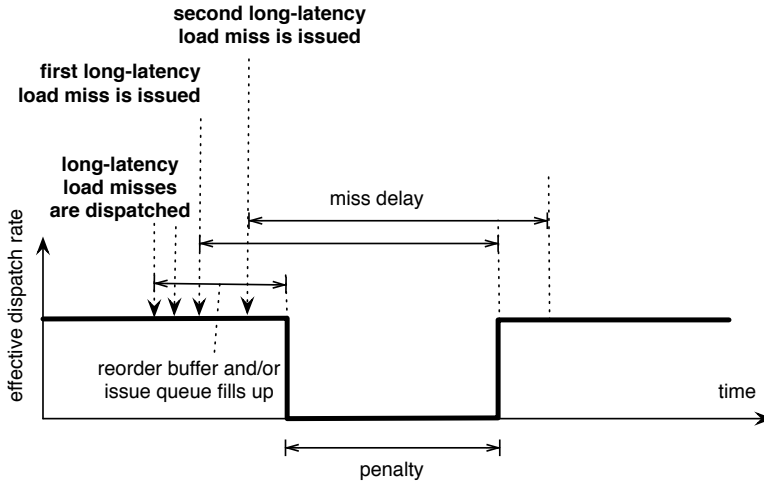 second long-latency
load miss is issued
first long-latency
load miss is issued
long-latency
load misses
are dispatched
miss delay
effective dispatch rate
reorder buffer and/or
issue queue fills up
time
penalty